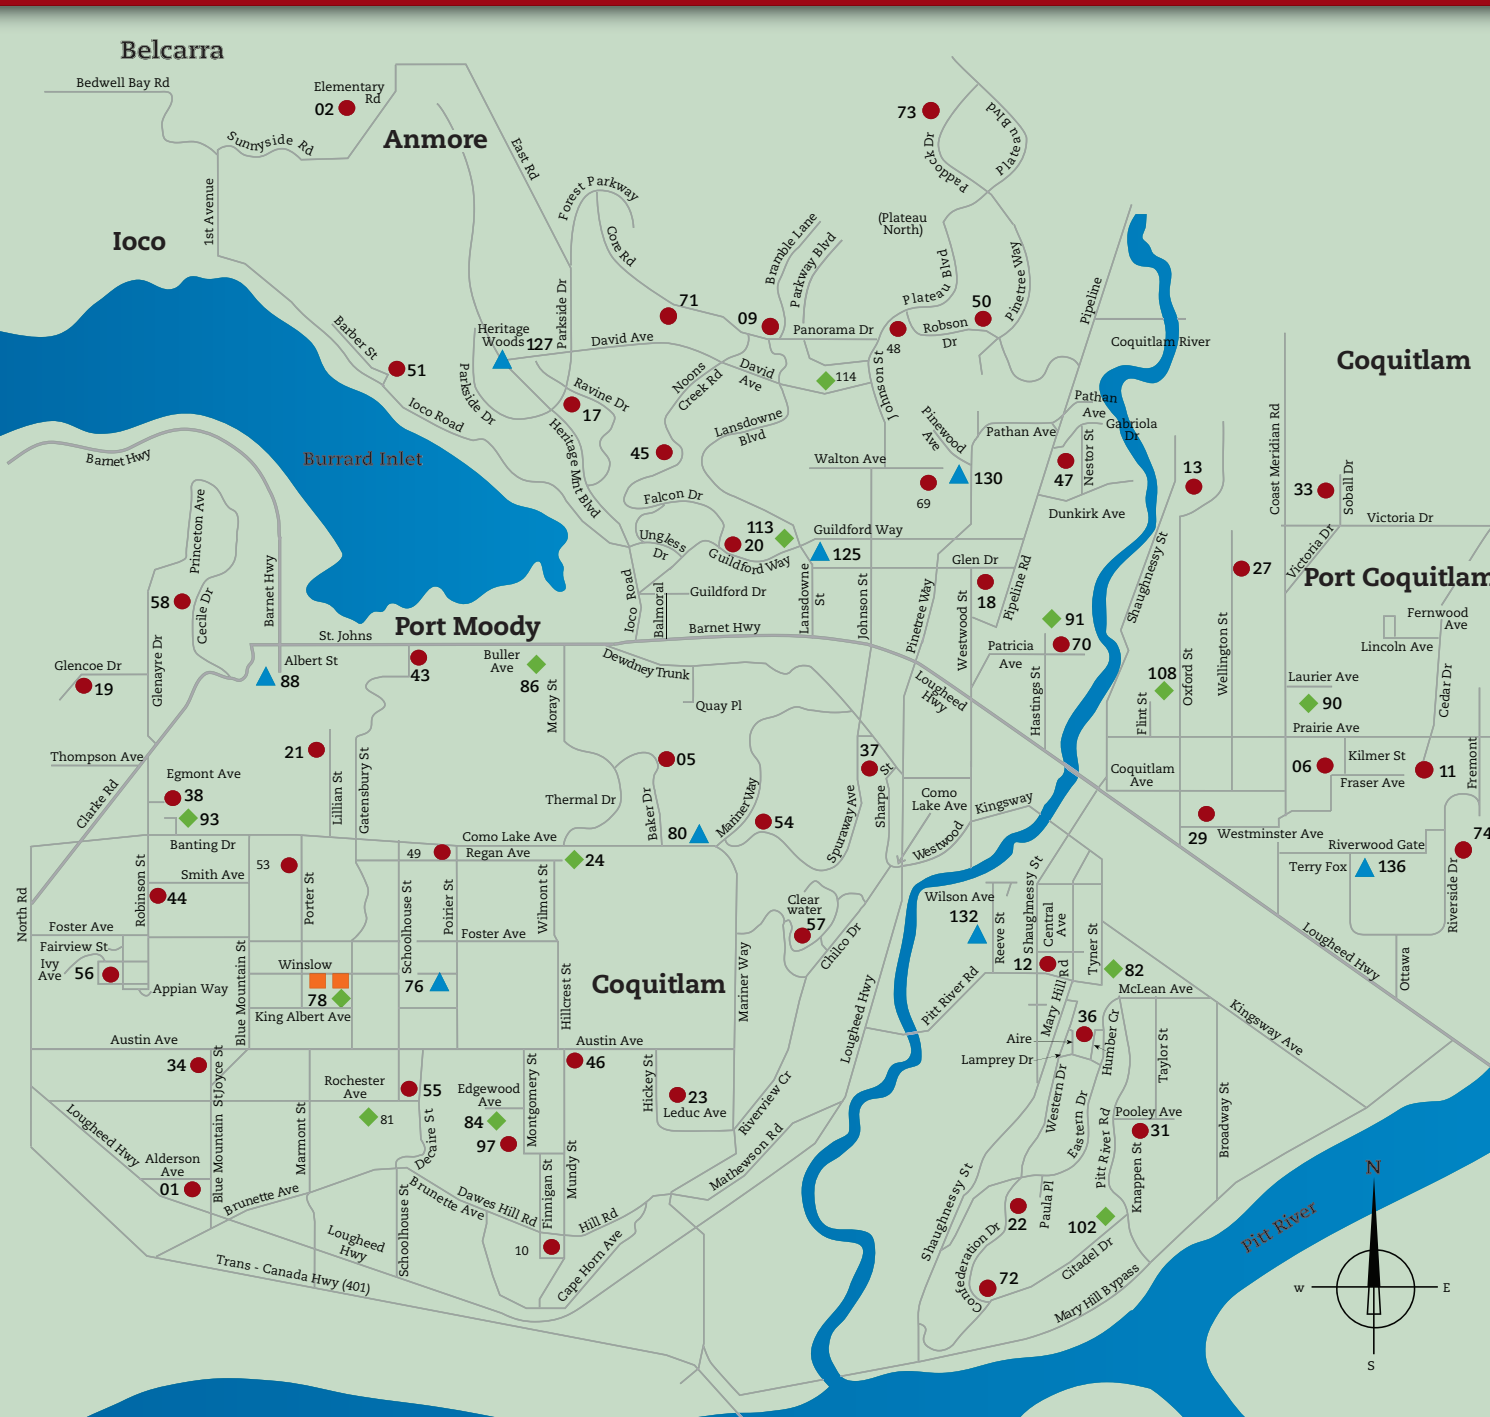 Belcarra
Bedwell Bay Rd
Elementary
Rd
02
Anmore
Sunnyside Rd
East Rd
73
Plateau Blvd
Paddock Dr
Plateau
Forest Parkway
1st Avenue
Ioco
Core Rd
Bramble Lane
Parkway Blvd
(Plateau
North)
Plateau Blvd
Pinetree Way
Pipeline
Parkside Dr
71
09
Panorama Dr
50
48
Robson
Dr
Coquitlam River
Heritage
Woods
127
David Ave
Barber St
51
Coquitlam
Parkside Dr
Ravine Dr
17
Noons
Creek Rd
David
Ave
114
Johnson St
Johnson
Pathan
Ave
Gabriola
Dr
Ioco Road
Lansdowne
Blvd
Pinewood
Ave
Pathan Ave
Nestor St
Coast Meridian Rd
Heritage Mnt Blvd
45
Walton Ave
130
47
13
33
Soball Dr
Barnet Hwy
Burrard Inlet
Falcon Dr
69
Dunkirk Ave
Victoria Dr
Victoria Dr
Princeton Ave
113
20
Guildford Way
125
Guildford Way
Ungless
Dr
Glen Dr
Shaughnessy St
27
Port Coquitlam
Barnet Hwy
58
Cecile Dr
Ioco Road
Balmoral
Guildford Dr
Lansdowne
St
Johnson St
Pinetree Way
Westwood St
18
Pipeline Rd
91
Fernwood
Ave
Lincoln Ave
St. Johns
Port Moody
Barnet Hwy
Patricia
Ave
70
Wellington St
Glenayre Dr
Glencoe Dr
19
Albert St
88
43
Buller
Ave
86
Dewdney Trunk
Moray St
Quay Pl
Lougheed
Hwy
Hastings St
108
Flint St
Oxford St
Laurier Ave
90
Cedar Dr
Prairie Ave
Thompson Ave
21
05
37
Coquitlam
Ave
06
Kilmer St
11
Fraser Ave
Fremont
Egmont Ave
38
93
Clarke Rd
Lillian St
Gatensbury St
Thermal Dr
Baker Dr
80
Mariner Way
54
Spuraway Ave
Sharpe St
Como
Lake Ave
Kingsway
Westwood
29
Westminster Ave
74
Banting Dr
Como Lake Ave
49
Regan Ave
24
53
Riverwood Gate
Terry Fox
136
Riverside Dr
Smith Ave
44
Robinson St
Porter St
Schoolhouse St
Poirier St
Wilmont St
North Rd
Foster Ave
Foster Ave
Clear
water
57
Chilco Dr
Wilson Ave
132
Reeve St
Shaughnessy St
Central
Ave
Tyner St
Fairview St
Ivy
Ave
56
Appian Way
Blue Mountain St
Winslow
78
King Albert Ave
76
Hillcrest St
Coquitlam
Mariner Way
Lougheed Hwy
Pitt River Rd
12
Mary Hill Rd
82
McLean Ave
Lougheed Hwy
Ottawa
Kingsway Ave
Austin Ave
Austin Ave
34
Joyce St
46
Aire
36
Humber Cr
Lamprey Dr
Taylor St
Rochester
Ave
55
81
Edgewood
Ave
84
97
Montgomery St
Hickey St
23
Leduc Ave
Riverview Cr
Western Dr
Eastern Dr
Pitt River Rd
Pooley Ave
31
Broadway St
Lougheed Hwy
Alderson
Ave
01
Blue Mountain St
Marmont St
Decaire St
Mundy St
Mathewson Rd
Knappen St
Brunette Ave
Brunette Ave
Dawes Hill Rd
Finnigan St
Hill Rd
Shaughnessy St
22
Paula Pl
102
N
Pitt River
Lougheed
Hwy
Schoolhouse St
10
Cape Horn Ave
Confederation Dr
72
Citadel Dr
Mary Hill Bypass
Trans - Canada Hwy (401)
W
E
S